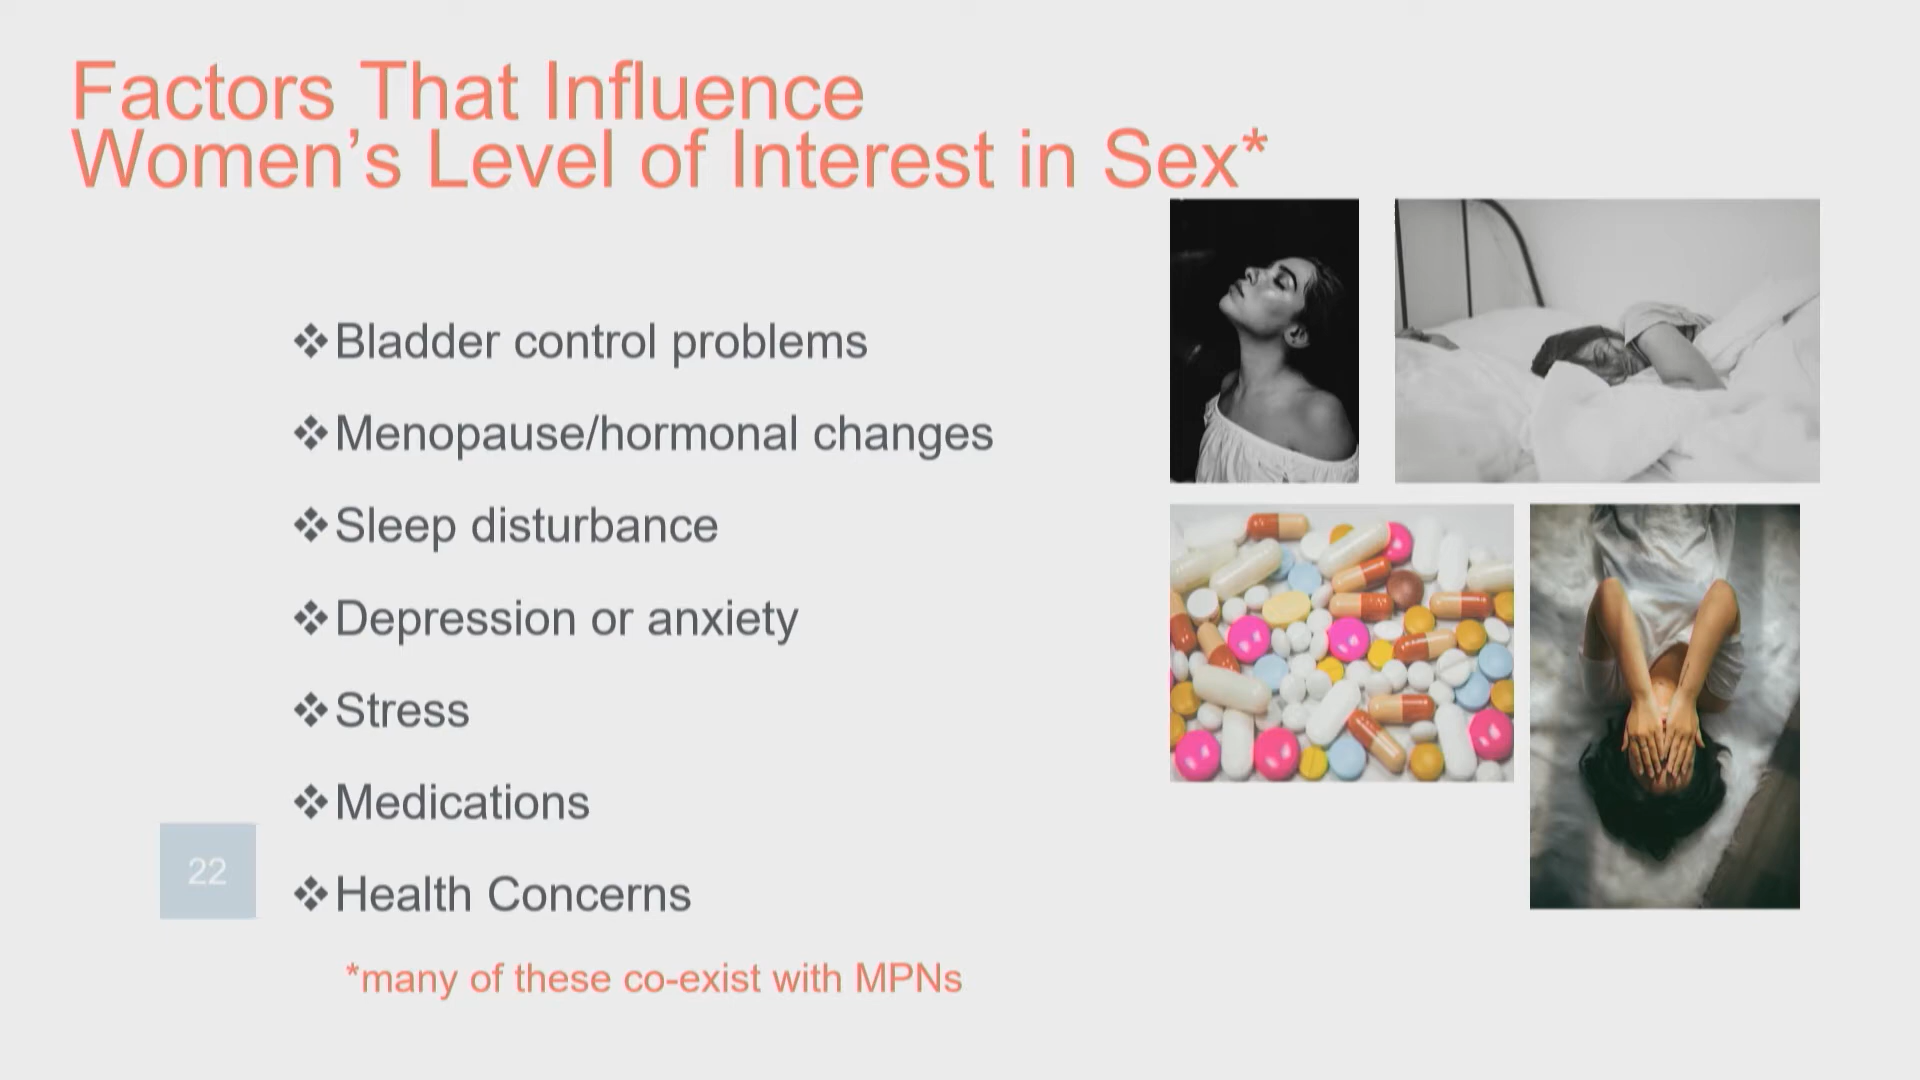 Factors That Influence
Women’s Level of Interest in Sex*
❖Bladder control problems
❖Menopause/hormonal changes
❖Sleep disturbance
❖Depression or anxiety
❖Stress
❖Medications
22
❖Health Concerns
*many of these co-exist with MPNs